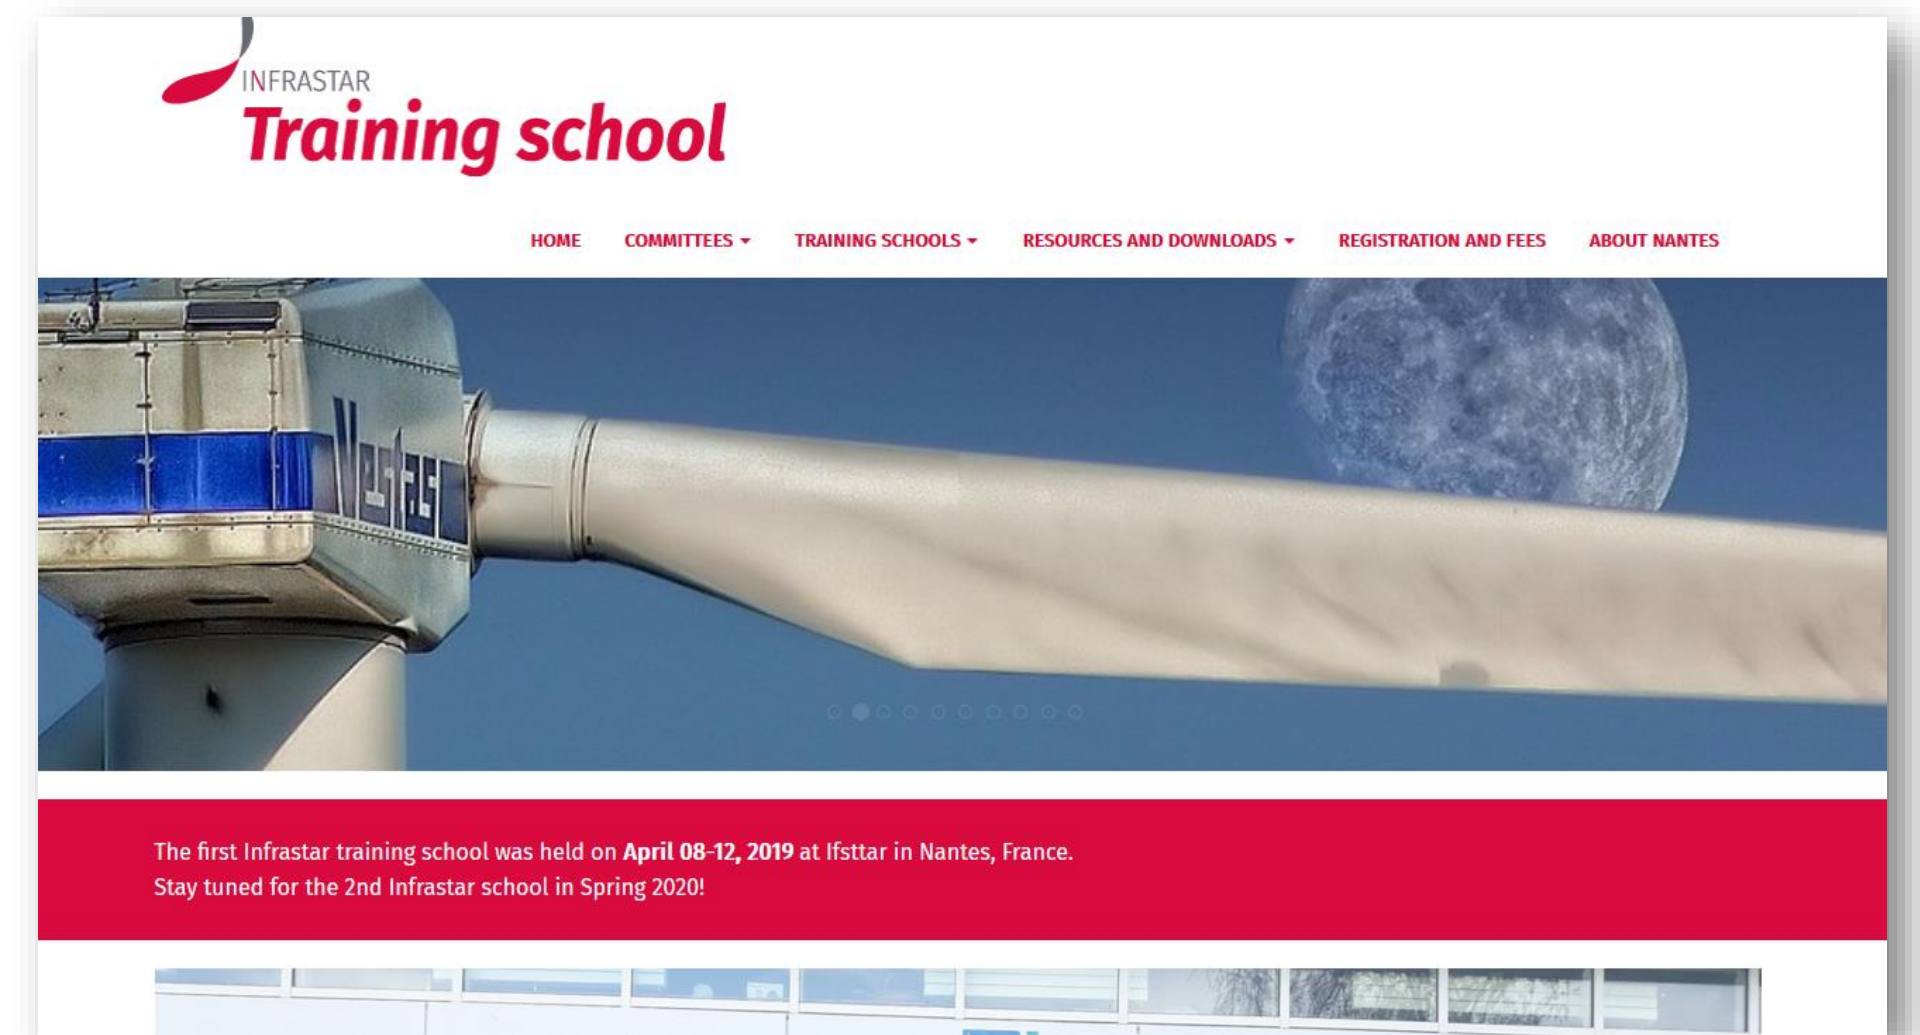 INFRASTAR
Training school
HOME COMMITTEES TRAINING SCHOOLS RESOURCES AND DOWNLOADS REGISTRATION AND FEES ABOUT NANTES
Vestas
The first Infrastar training school was held on April 08-12, 2019 at Ifsttar in Nantes, France.
Stay tuned for the 2nd Infrastar school in Spring 2020!